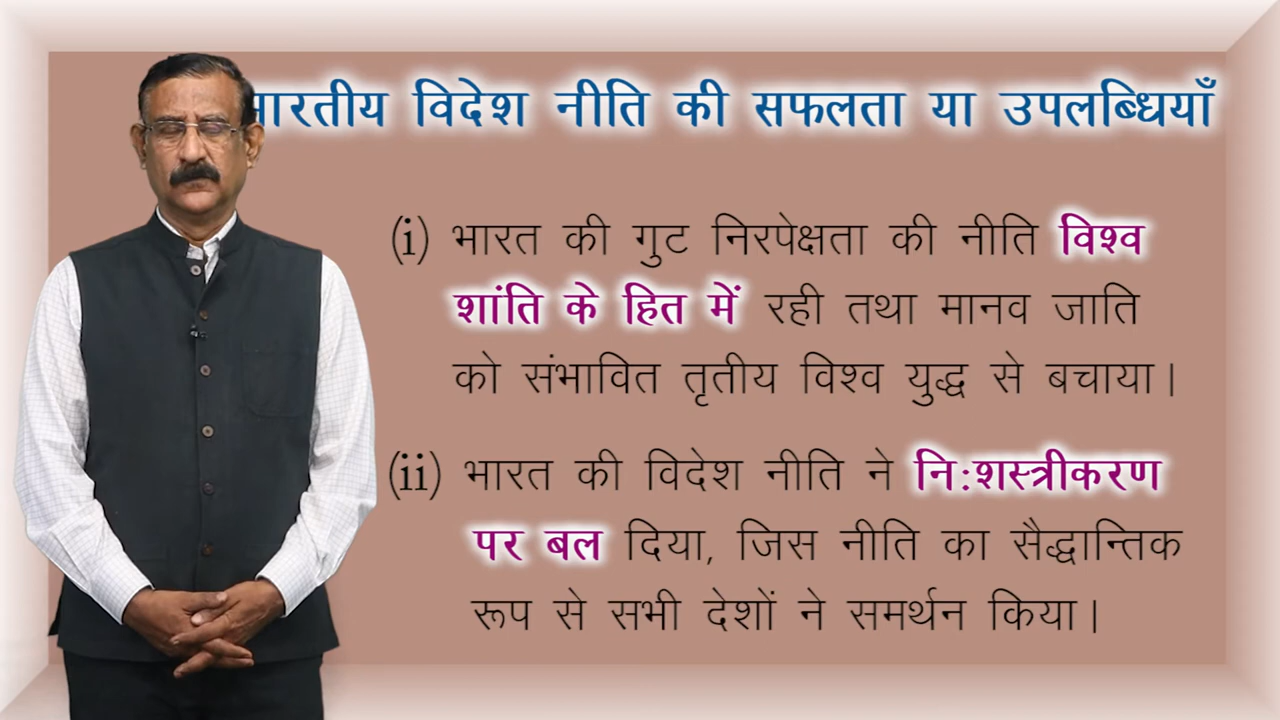 भारतीय विदेश नीति की सफलता या उपलब्धियाँ
(i) भारत की गुट निरपेक्षता की नीति विश्व
शांति के हित में रही तथा मानव जाति
को संभावित तृतीय विश्व युद्ध से बचाया।
(ii) भारत की विदेश नीति ने नि:शस्त्रीकरण
पर बल दिया, जिस नीति का सैद्धान्तिक
रूप से सभी देशों ने समर्थन किया।